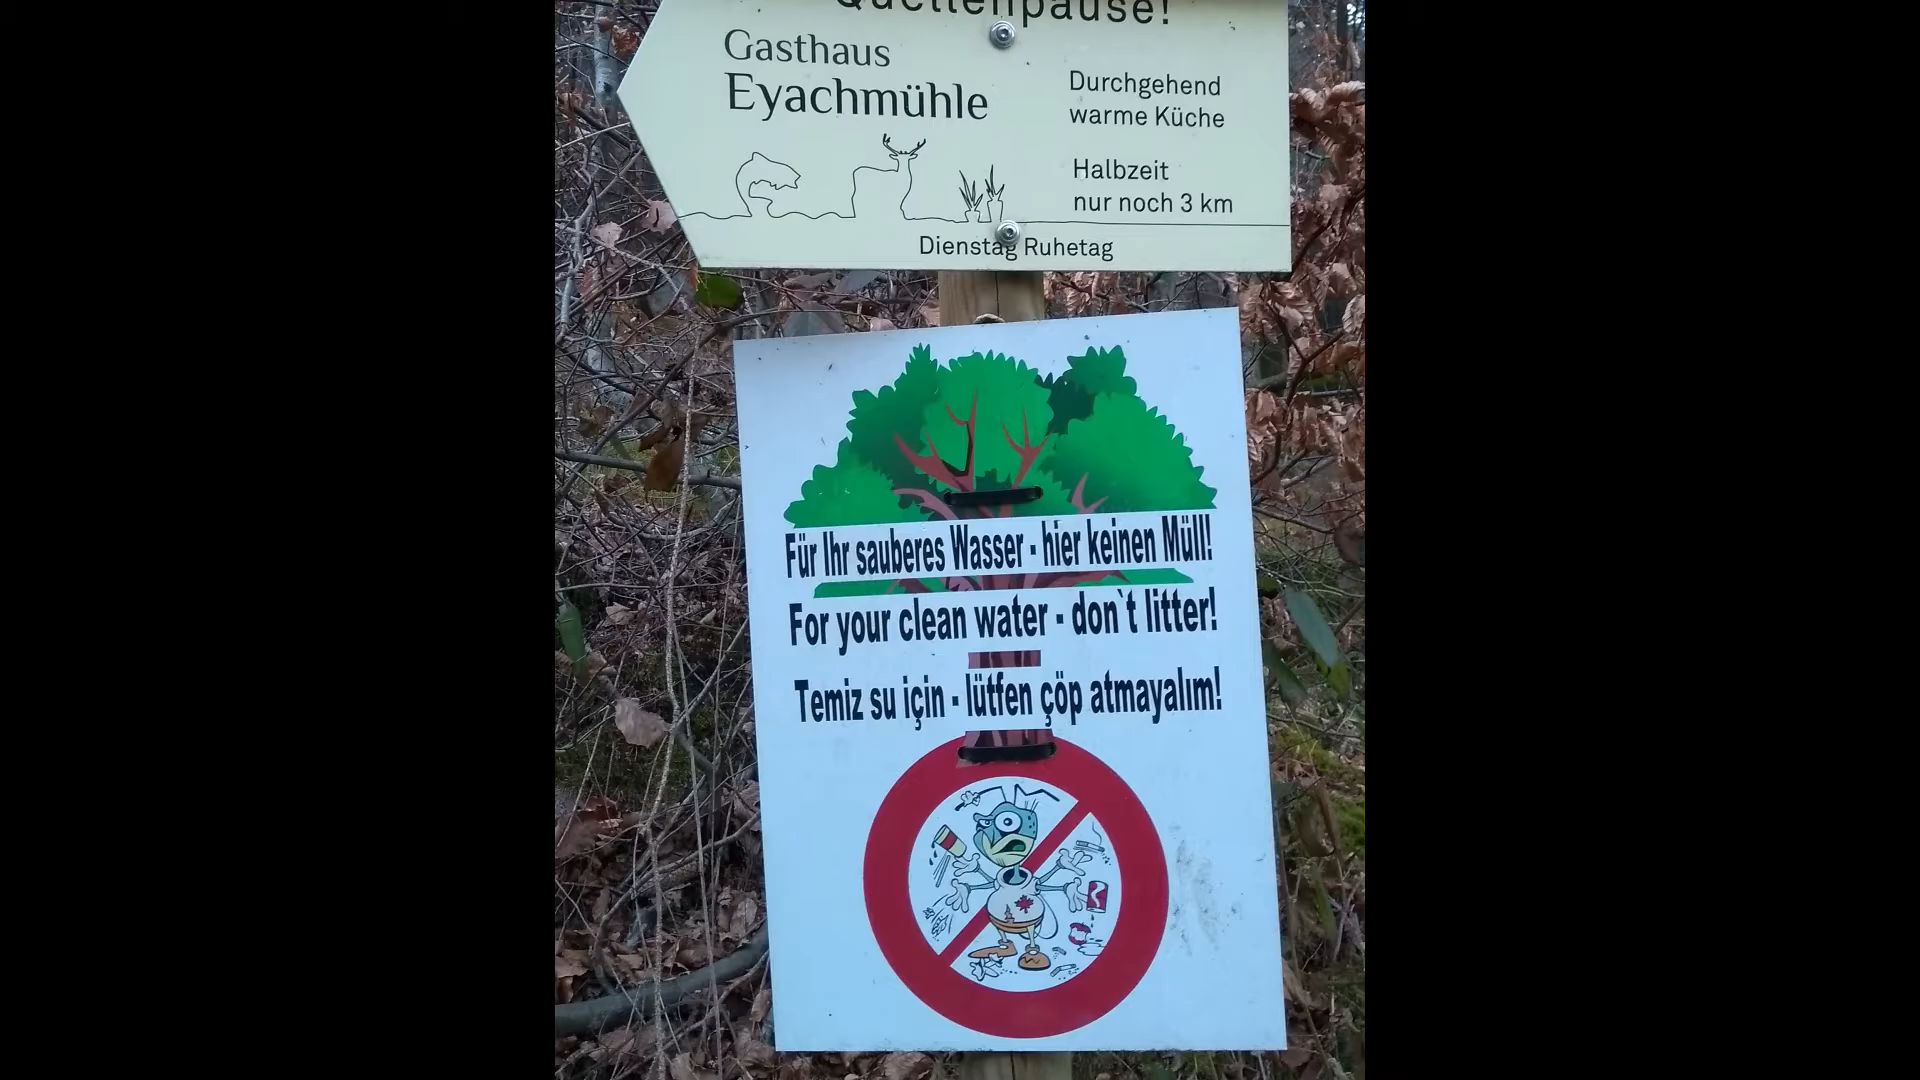 Quellenpause!
Gasthaus
Eyachmühle
Durchgehend
warme Küche
Halbzeit
nur noch 3 km
Dienstag Ruhetag
Für Ihr sauberes Wasser - hier keinen Müll!
For your clean water - don`t litter!
Temiz su için - lütfen çöp atmayalım!